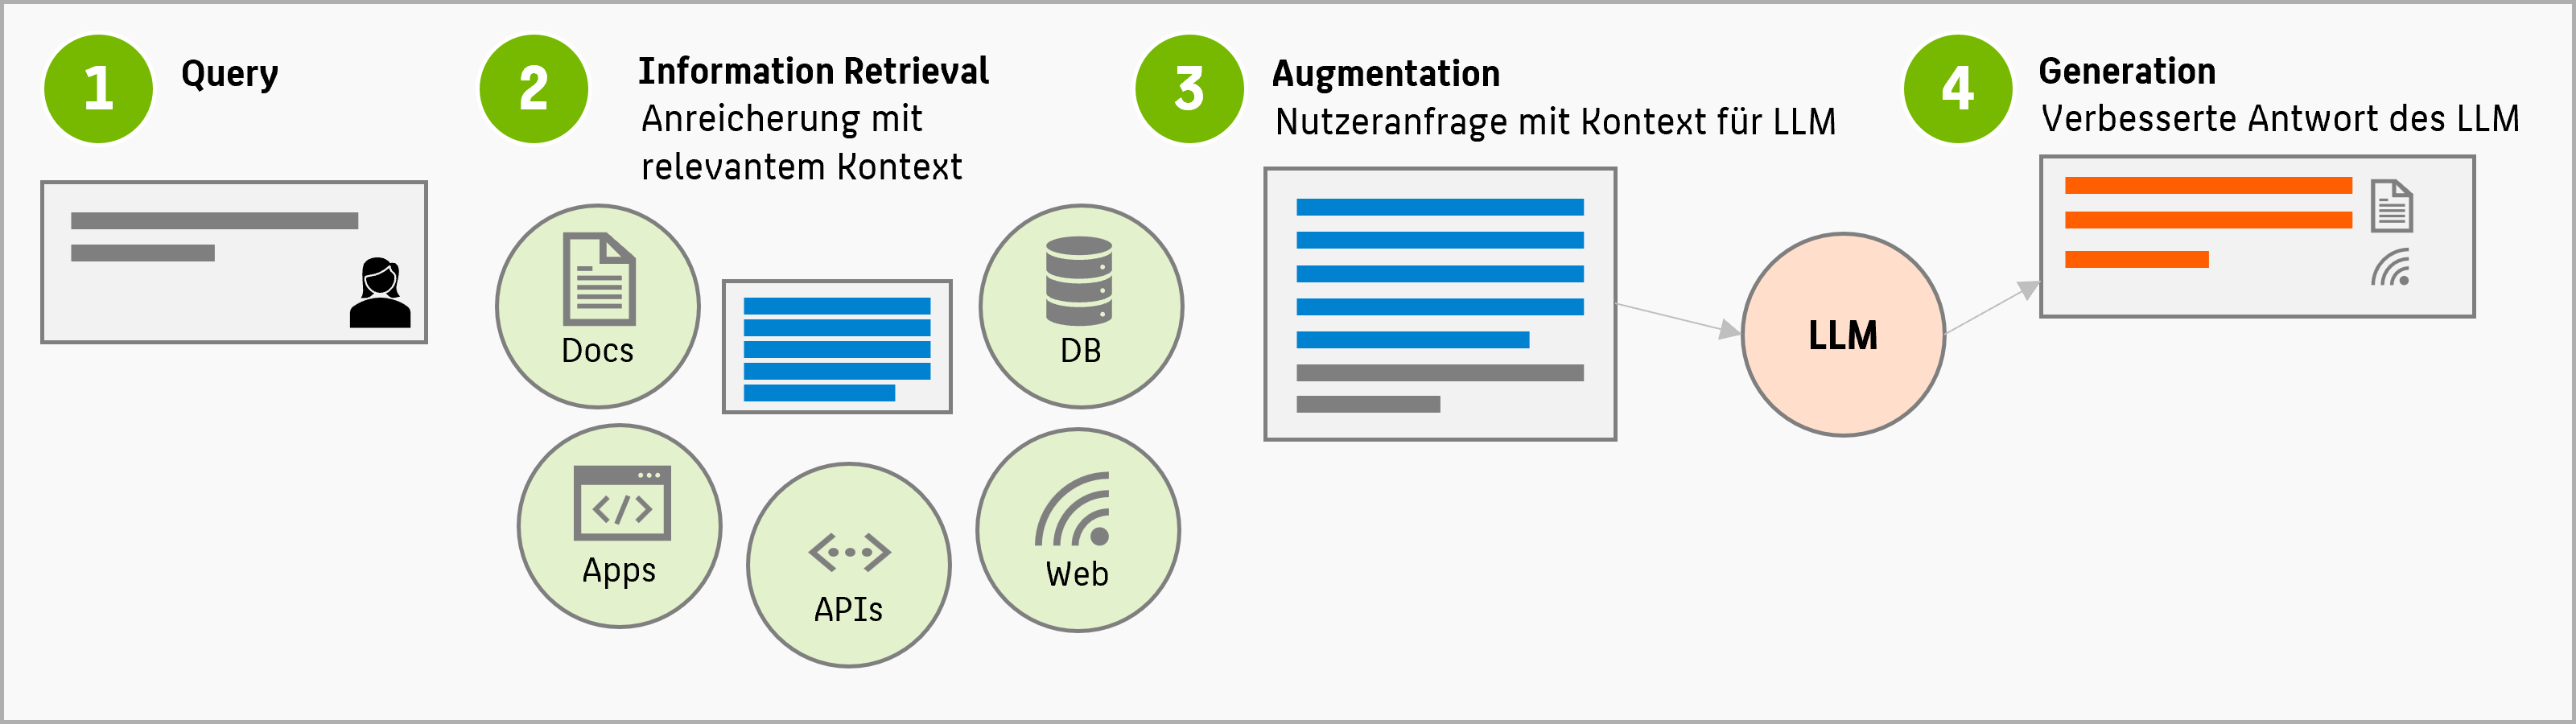 1
Query
2
Information Retrieval
Anreicherung mit
relevantem Kontext
Docs
DB
Apps
APIs
Web
3
Augmentation
Nutzeranfrage mit Kontext für LLM
LLM
4
Generation
Verbesserte Antwort des LLM